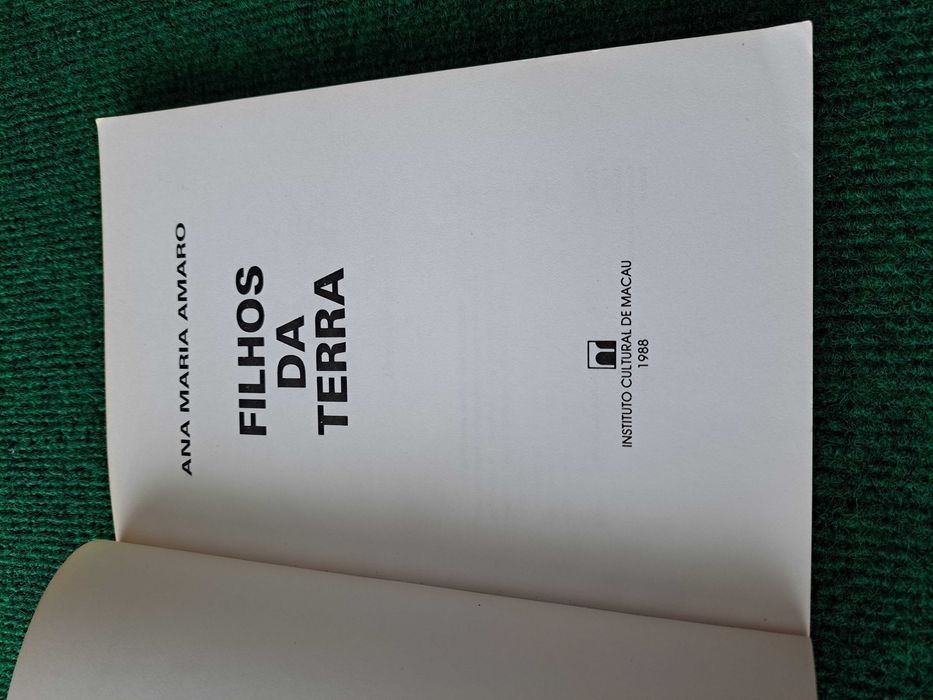 ANA MARIA AMARO
FILHOS
DA
TERRA
INSTITUTO CULTURAL DE MACAU
1988